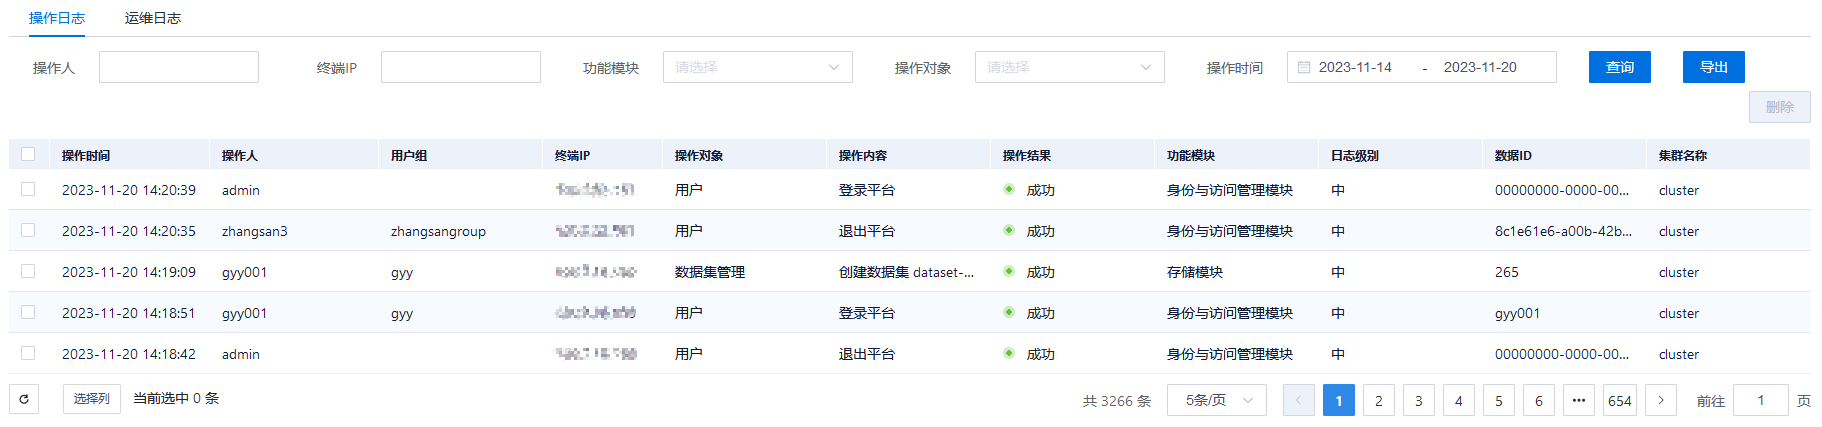 操作日志 运维日志
操作人 终端IP 功能模块 请选择 操作对象 请选择 操作时间 2023-11-14 - 2023-11-20 查询 导出
删除
操作时间 操作人 用户组 终端IP 操作对象 操作内容 操作结果 功能模块 日志级别 数据ID 集群名称
2023-11-20 14:20:39 admin 用户 登录平台 成功 身份与访问管理模块 中 00000000-0000-00... cluster
2023-11-20 14:20:35 zhangsan3 zhangsangroup 用户 退出平台 成功 身份与访问管理模块 中 8c1e61e6-a00b-42b... cluster
2023-11-20 14:19:09 gyy001 gyy 数据集管理 创建数据集 dataset-... 成功 存储模块 中 265 cluster
2023-11-20 14:18:51 gyy001 gyy 用户 登录平台 成功 身份与访问管理模块 中 gyy001 cluster
2023-11-20 14:18:42 admin 用户 退出平台 成功 身份与访问管理模块 中 00000000-0000-00... cluster
选择列 当前选中 0 条 共 3266 条 5条/页 1 2 3 4 5 6 ••• 654 前往 1 页